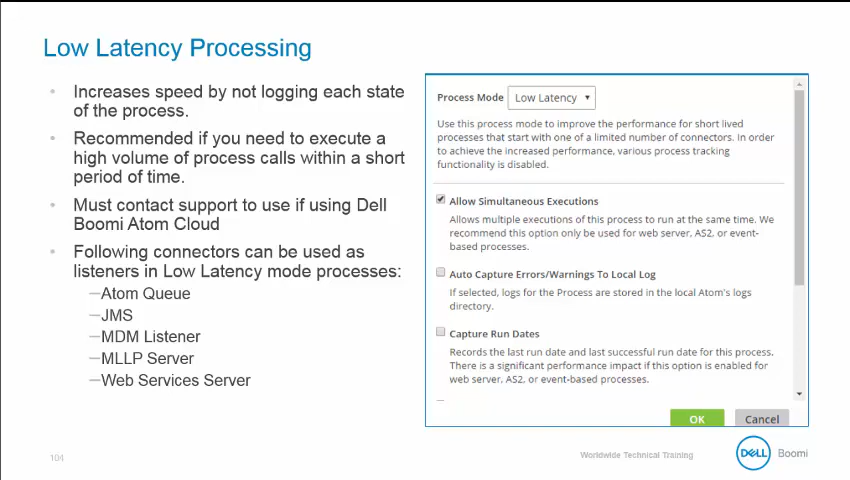 Low Latency Processing
• Increases speed by not logging each state
of the process.
• Recommended if you need to execute a
high volume of process calls within a short
period of time.
• Must contact support to use if using Dell
Boomi Atom Cloud
• Following connectors can be used as
listeners in Low Latency mode processes:
–Atom Queue
–JMS
–MDM Listener
–MLLP Server
–Web Services Server
Process Mode Low Latency
Use this process mode to improve the performance for short lived
processes that start with one of a limited number of connectors. In order
to achieve the increased performance, various process tracking
functionality is disabled.
Allow Simultaneous Executions
Allows multiple executions of this process to run at the same time. We
recommend this option only be used for web server, AS2, or event-
based processes.
Auto Capture Errors/Warnings To Local Log
If selected, logs for the Process are stored in the local Atom's logs
directory.
Capture Run Dates
Records the last run date and last successful run date for this process.
There is a significant performance impact if this option is enabled for
web server, AS2, or event-based processes.
OK Cancel
104
Worldwide Technical Training
DELL Boomi